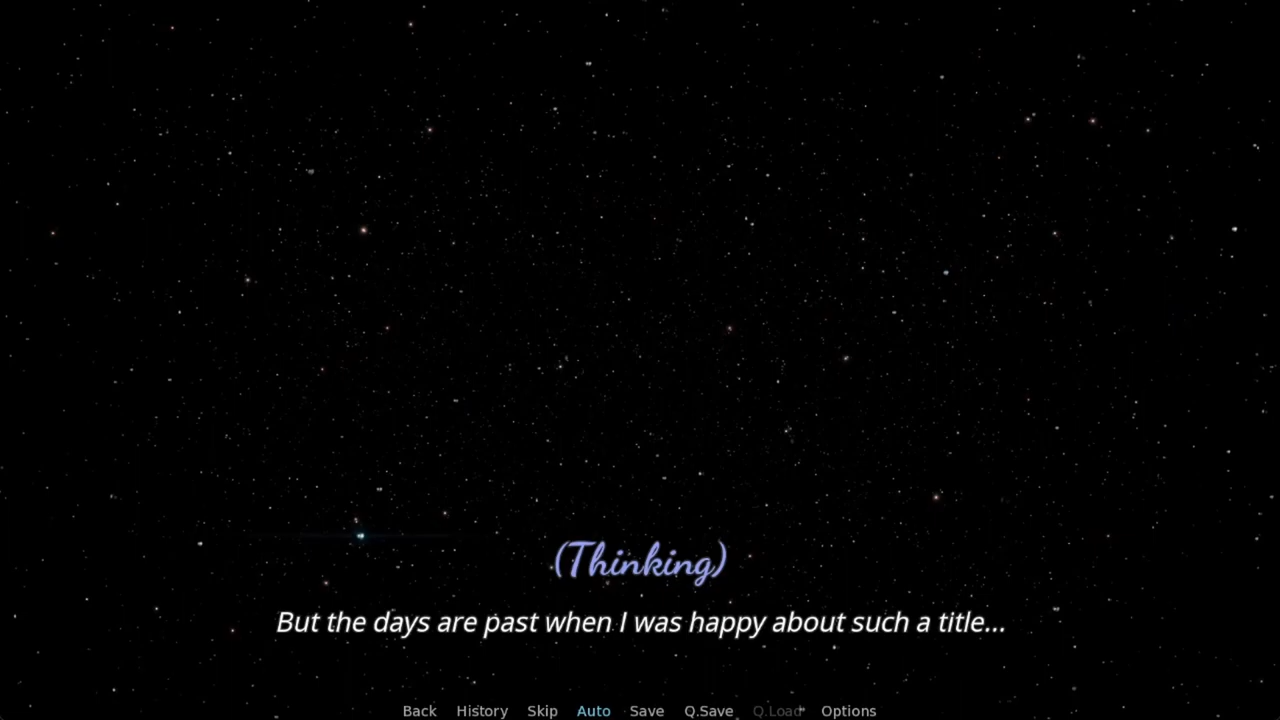 (Thinking)
But the days are past when I was happy about such a title...
Back History Skip Auto Save Q.Save Q.Load Options